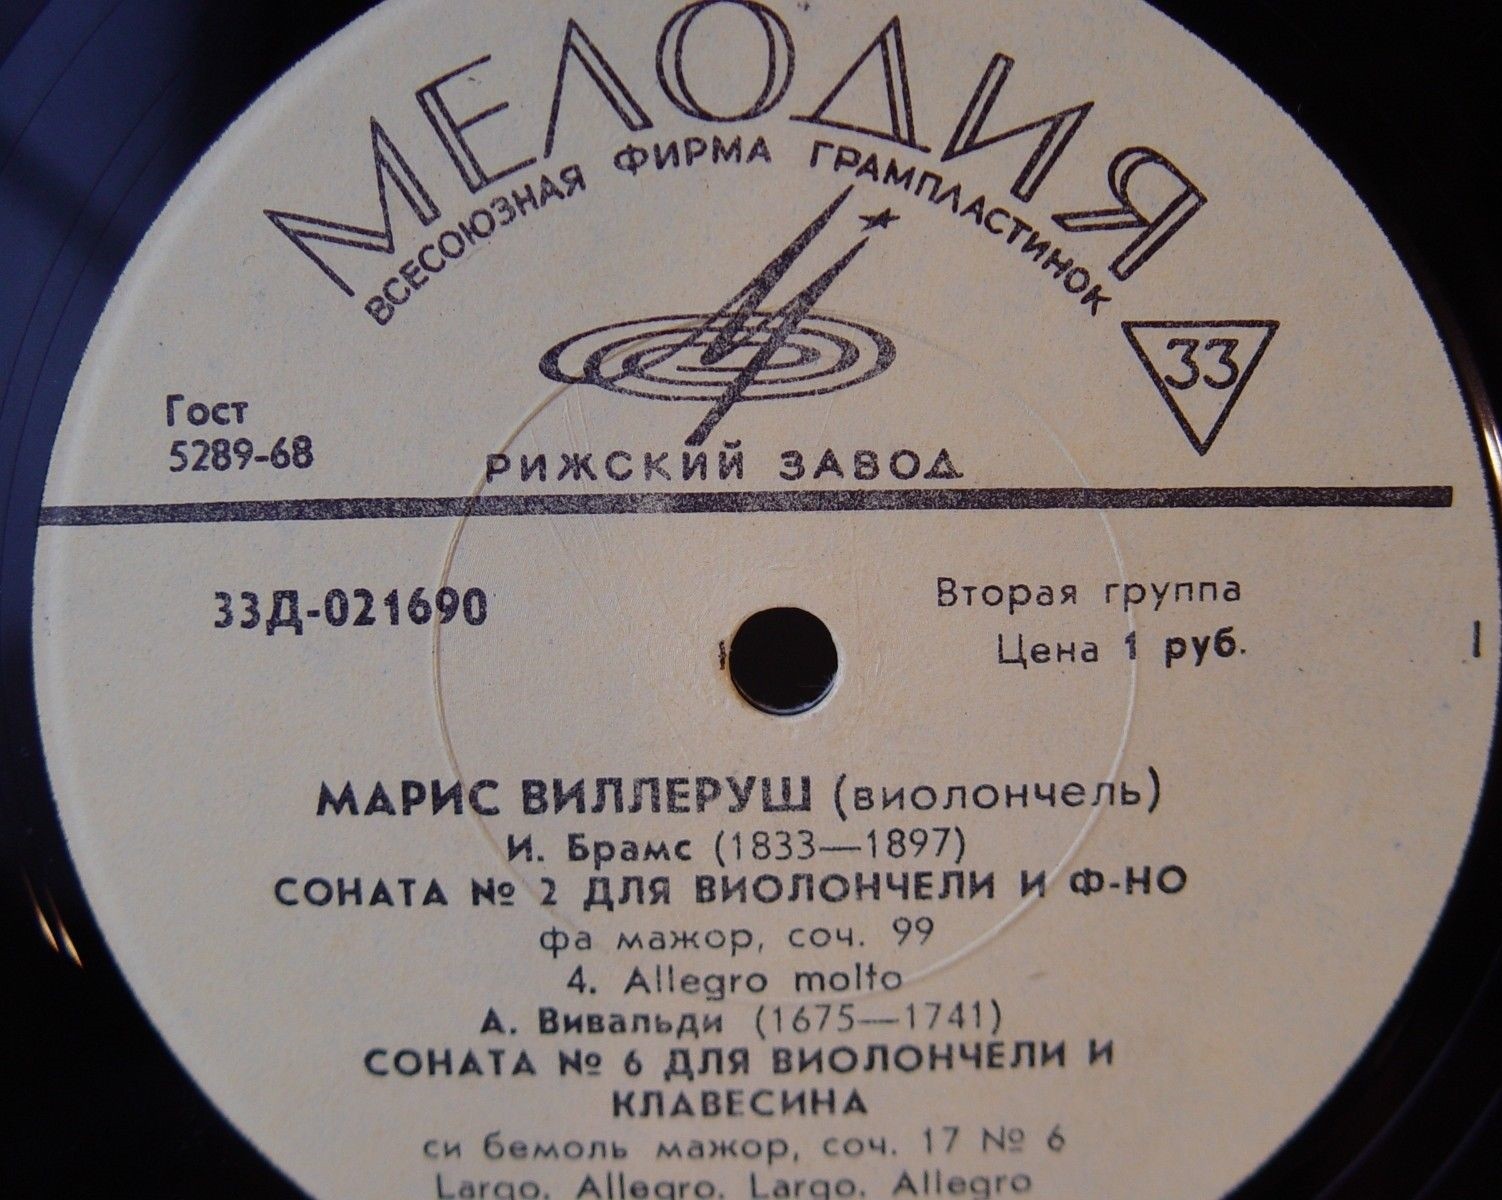 МЕЛОДИЯ
ВСЕСОЮЗНАЯ ФИРМА ГРАМПЛАСТИНОК
33
Гост
5289-68
РИЖСКИЙ ЗАВОД
33Д-021690
Вторая группа
Цена 1 руб.
МАРИС ВИЛЛЕРУШ (виолончель)
И. Брамс (1833—1897)
СОНАТА № 2 ДЛЯ ВИОЛОНЧЕЛИ И Ф-НО
фа мажор, соч. 99
4. Allegro molto
А. Вивальди (1675—1741)
СОНАТА № 6 ДЛЯ ВИОЛОНЧЕЛИ И
КЛАВЕСИНА
си бемоль мажор, соч. 17 № 6
Largo, Allegro, Largo, Allegro